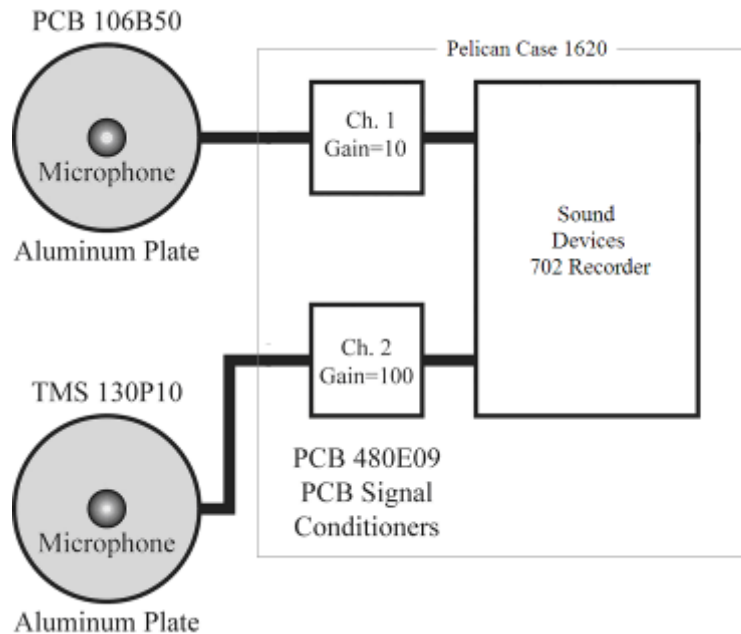 PCB 106B50
Microphone
Aluminum Plate
Pelican Case 1620
Ch. 1
Gain=10
Sound
Devices
702 Recorder
Ch. 2
Gain=100
TMS 130P10
Microphone
Aluminum Plate
PCB 480E09
PCB Signal
Conditioners